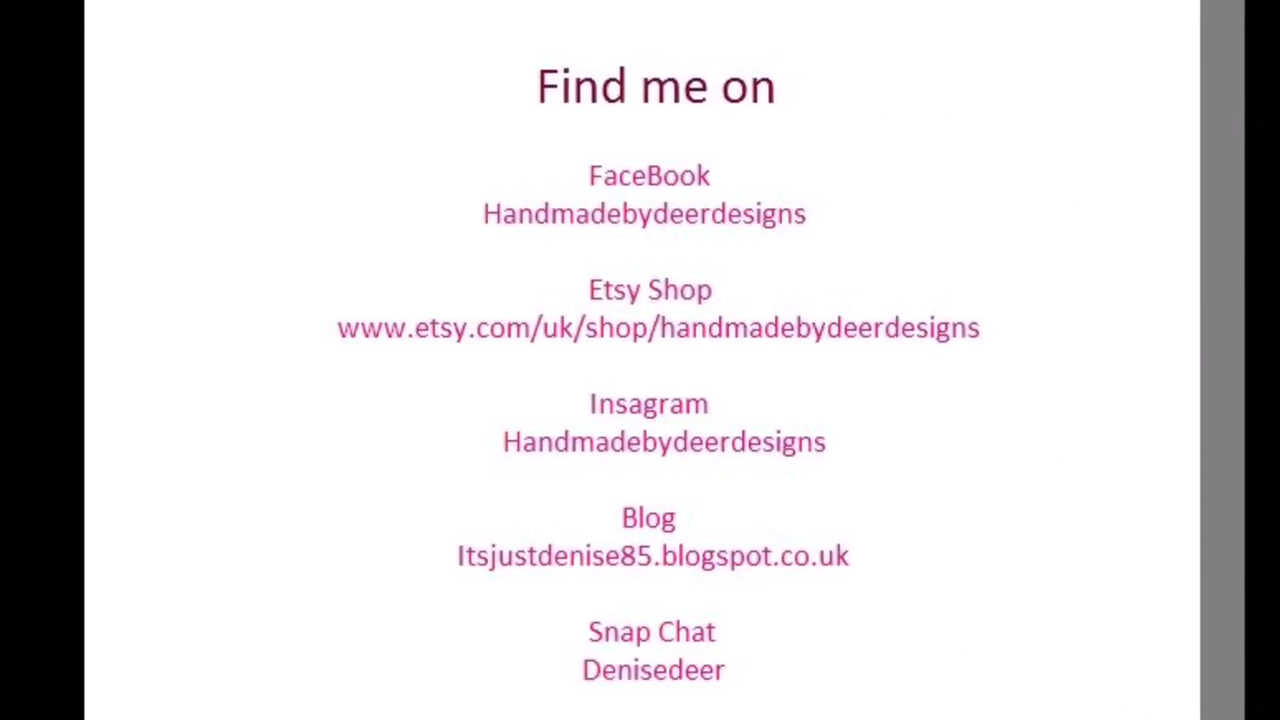 Find me on
FaceBook
Handmadebydeerdesigns
Etsy Shop
www.etsy.com/uk/shop/handmadebydeerdesigns
Insagram
Handmadebydeerdesigns
Blog
Itsjustdenise85.blogspot.co.uk
Snap Chat
Denisedeer